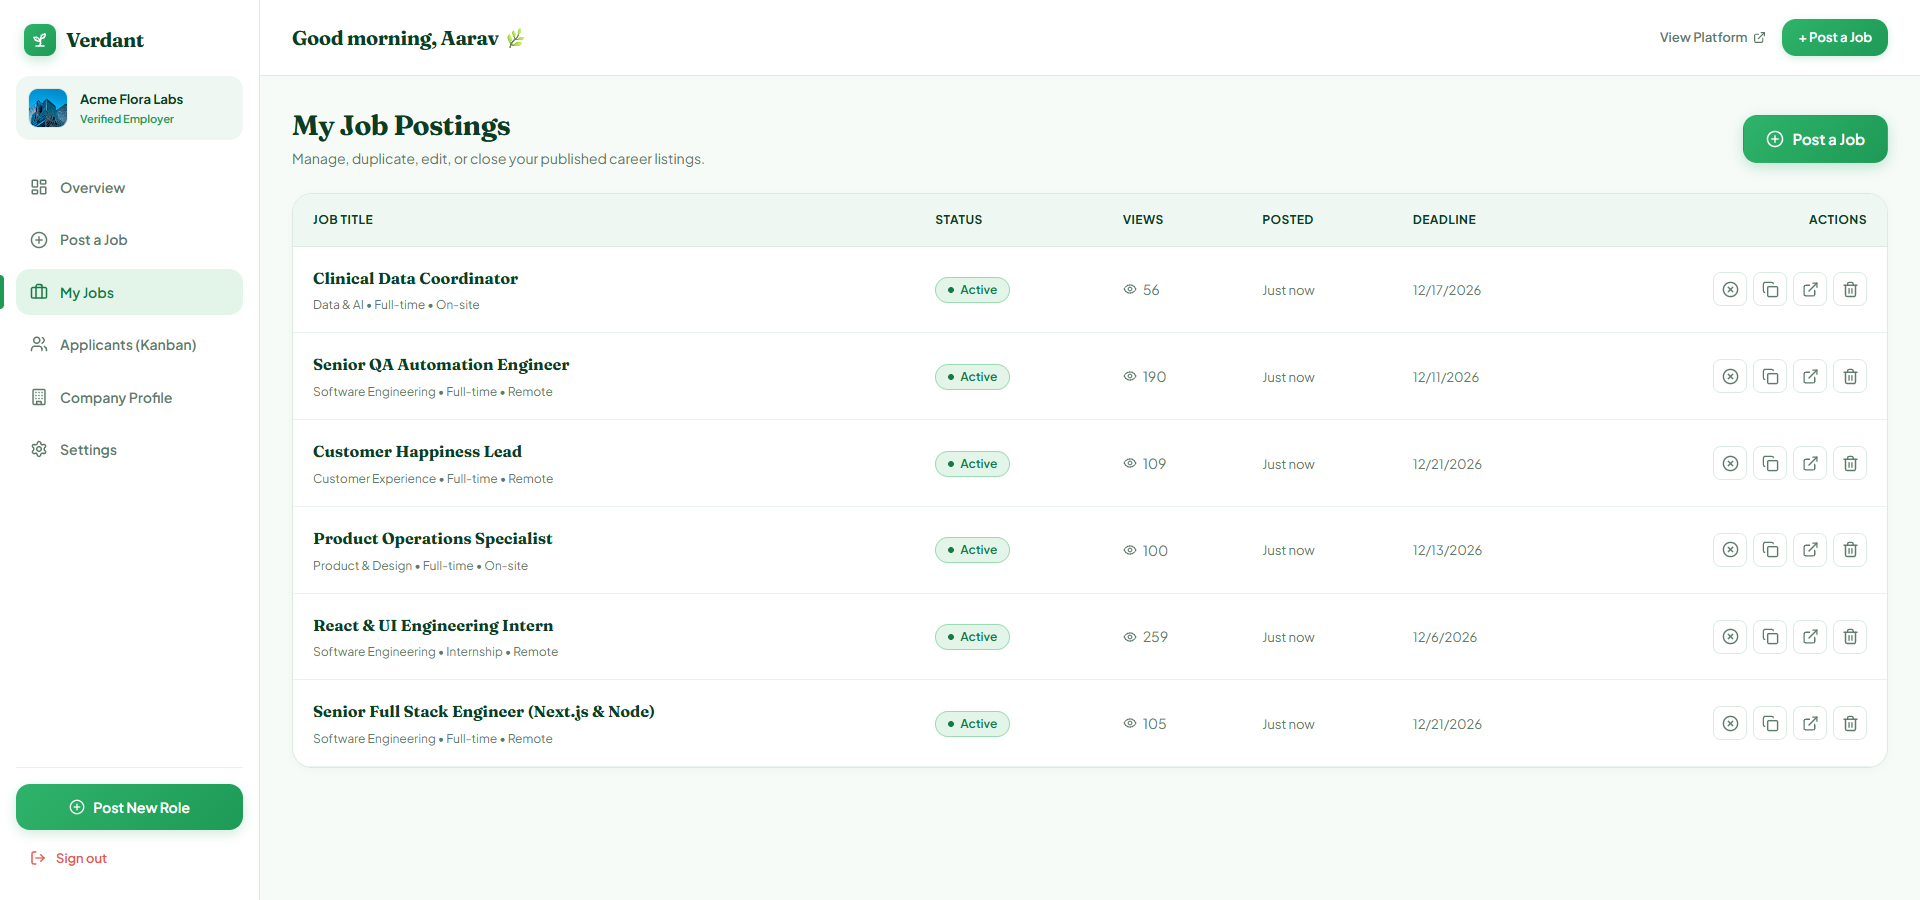 Verdant
Acme Flora Labs
Verified Employer
Overview
Post a Job
My Jobs
Applicants (Kanban)
Company Profile
Settings
Post New Role
Sign out
Good morning, Aarav 🌿
View Platform
+ Post a Job
My Job Postings
Manage, duplicate, edit, or close your published career listings.
Post a Job
JOB TITLE STATUS VIEWS POSTED DEADLINE ACTIONS
Clinical Data Coordinator
Data & AI • Full-time • On-site
Active 56 Just now 12/17/2026
Senior QA Automation Engineer
Software Engineering • Full-time • Remote
Active 190 Just now 12/11/2026
Customer Happiness Lead
Customer Experience • Full-time • Remote
Active 109 Just now 12/21/2026
Product Operations Specialist
Product & Design • Full-time • On-site
Active 100 Just now 12/13/2026
React & UI Engineering Intern
Software Engineering • Internship • Remote
Active 259 Just now 12/6/2026
Senior Full Stack Engineer (Next.js & Node)
Software Engineering • Full-time • Remote
Active 105 Just now 12/21/2026